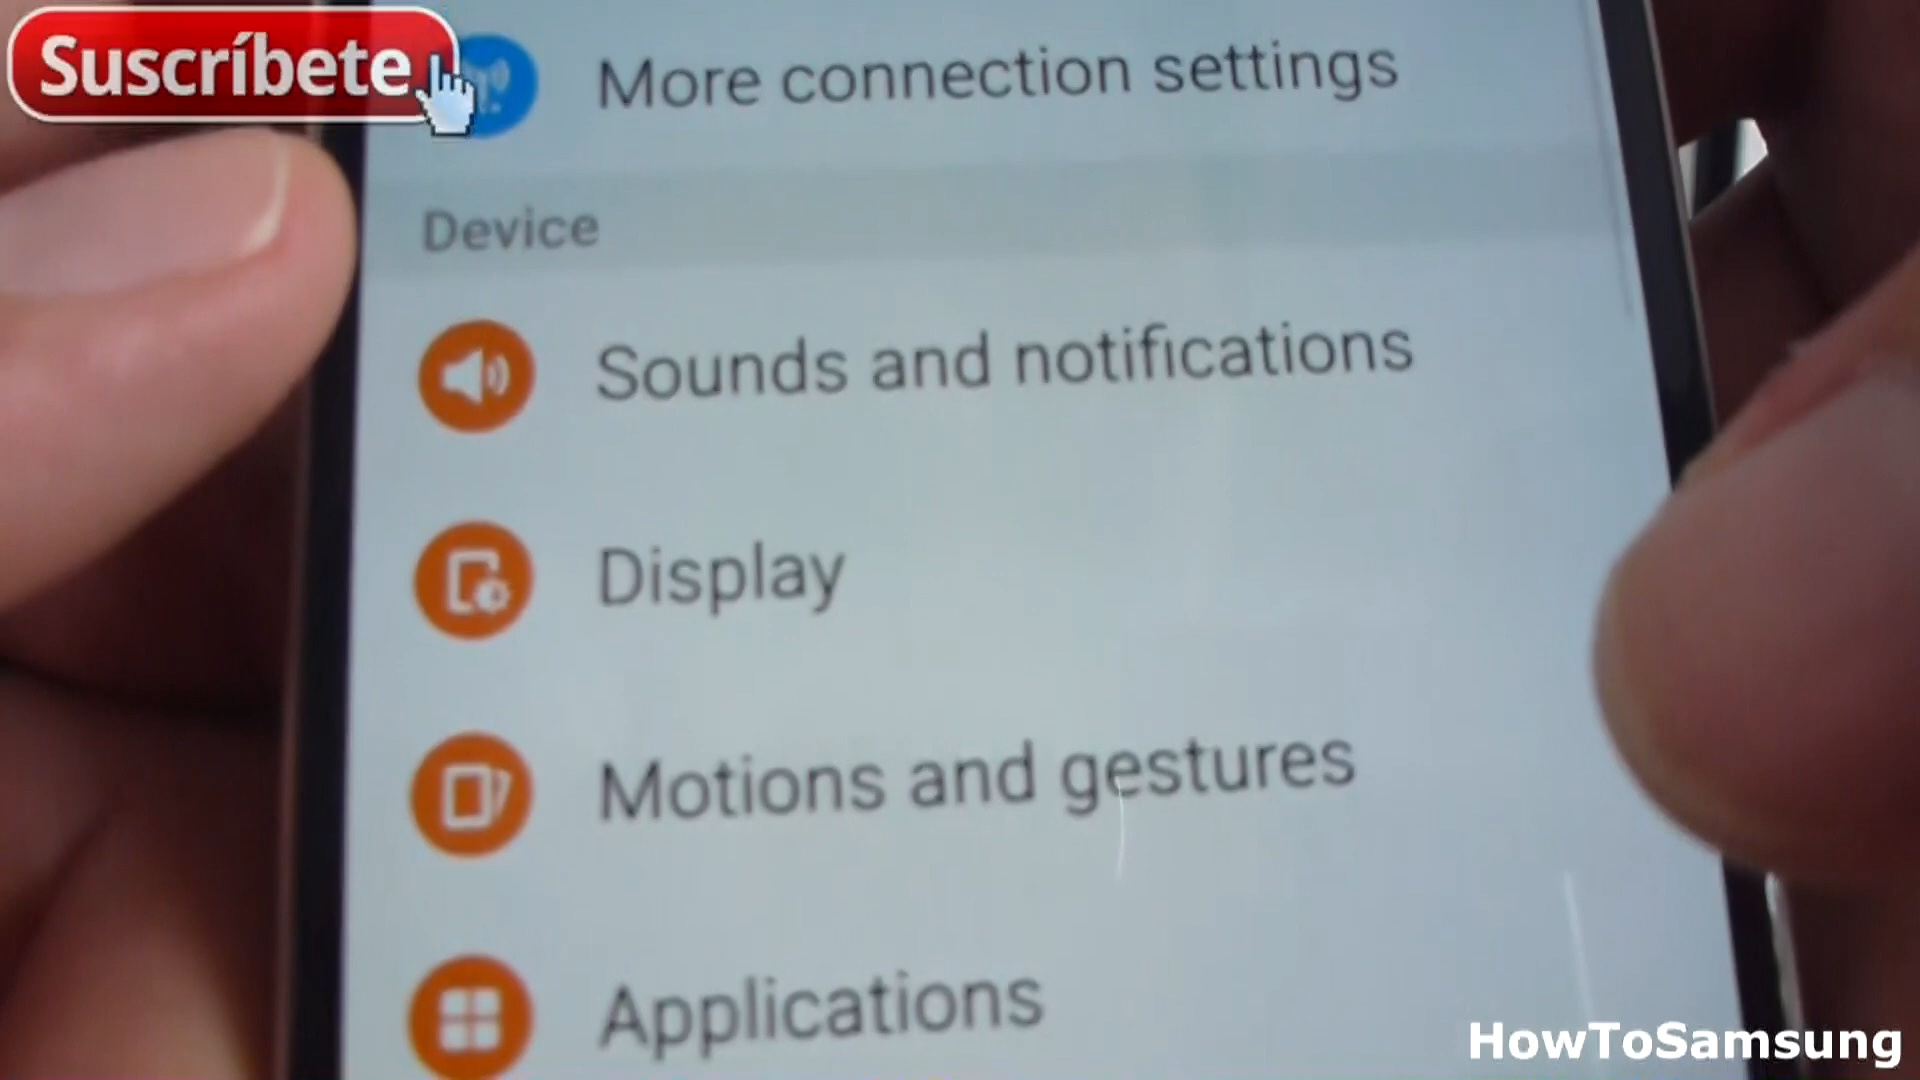 Suscríbete
More connection settings
Device
Sounds and notifications
Display
Motions and gestures
Applications
HowToSamsung